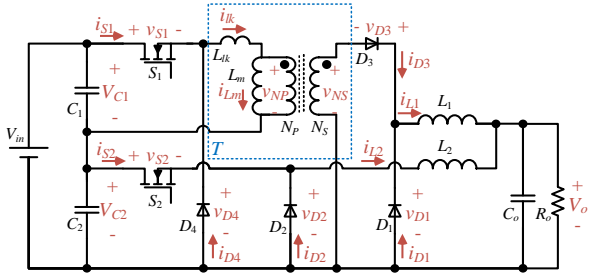 i_S1 + v_S1 - i_lk T - v_D3 +
S_1 L_lk L_m D_3 i_D3
+ V_C1 - C_1 i_Lm + v_NP - + v_NS - i_L1 L_1
V_in N_P N_S
i_S2 + v_S2 - T i_L2 L_2
S_2
C_2 + V_C2 - D_4 + v_D4 - D_2 + v_D2 - D_1 + v_D1 - C_o R_o + V_o -
i_D4 i_D2 i_D1